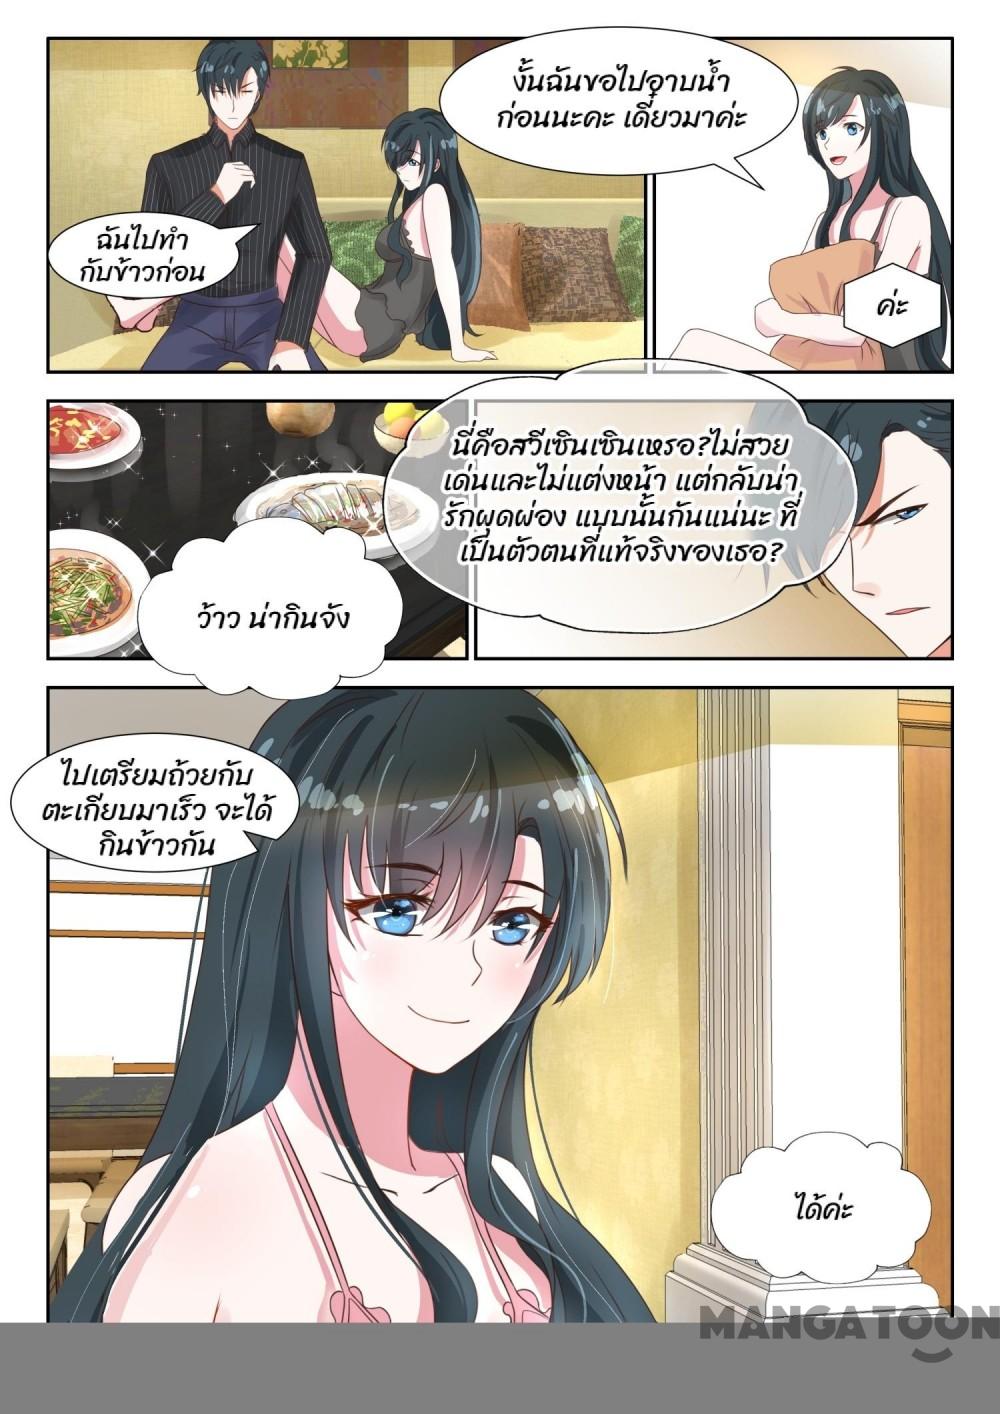 ฉันไปทำ
กับข้าวก่อน
งั้นฉันขอไปอาบน้ำ
ก่อนนะคะ เดี๋ยวมาค่ะ
ค่ะ
ว้าว น่ากินจัง
นี่คือสวีเซินเซินเหรอ?ไม่สวย
เด่นและไม่แต่งหน้า แต่กลับน่า
รักผุดผ่อง แบบนั้นกันแน่นะ ที่
เป็นตัวตนที่แท้จริงของเธอ?
ไปเตรียมถ้วยกับ
ตะเกียบมาเร็ว จะได้
กินข้าวกัน
ได้ค่ะ
MANGATOON